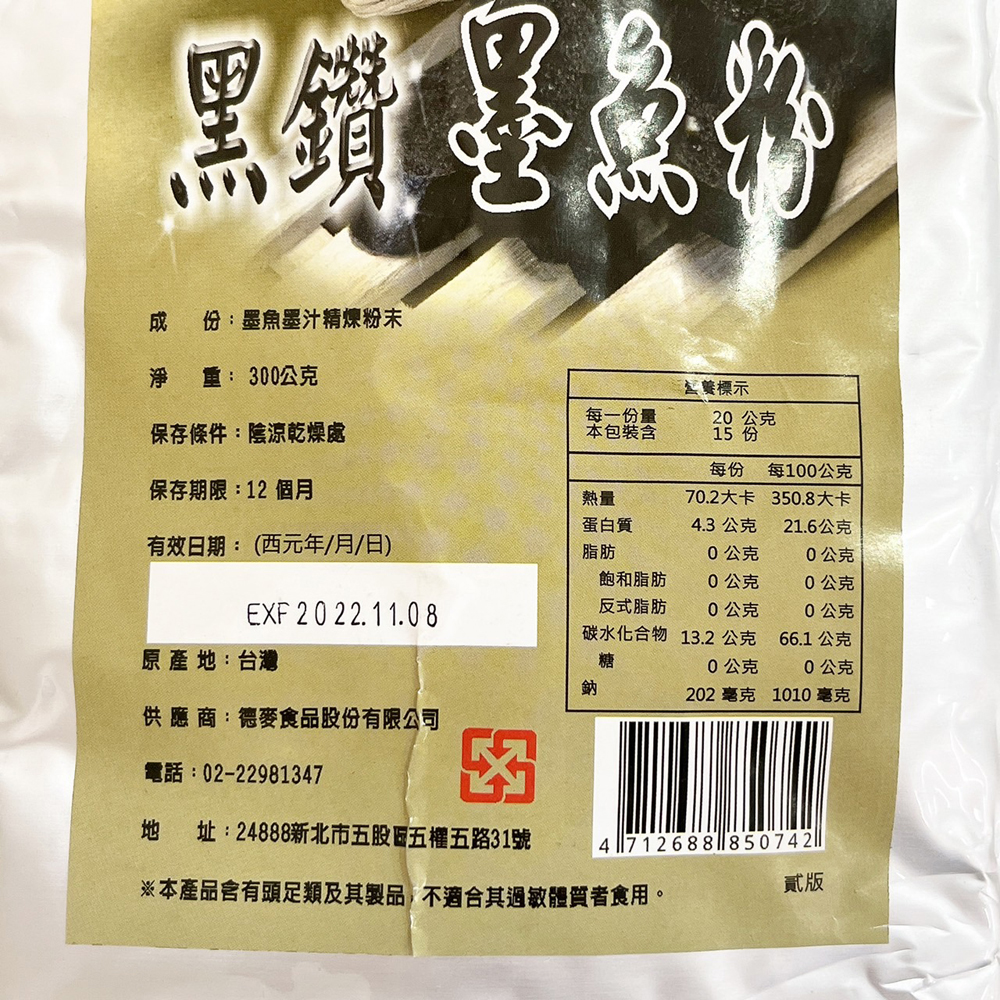 黑鑽 墨魚粉
成 份：墨魚墨汁精煉粉末
淨 重： 300公克
保存條件：陰涼乾燥處
保存期限：12 個月
有效日期： (西元年/月/日)
EXF 2022.11.08
原 產 地：台灣
供 應 商：德麥食品股份有限公司
電話：02-22981347
地 址：24888新北市五股區五權五路31號
※本產品含有頭足類及其製品，不適合其過敏體質者食用。
營養標示
每一份量 20 公克
本包裝含 15 份
每份 每100公克
熱量 70.2大卡 350.8大卡
蛋白質 4.3 公克 21.6公克
脂肪 0 公克 0 公克
飽和脂肪 0 公克 0 公克
反式脂肪 0 公克 0 公克
碳水化合物 13.2 公克 66.1 公克
糖 0 公克 0 公克
鈉 202 毫克 1010 毫克
4 712688 850742
貳版